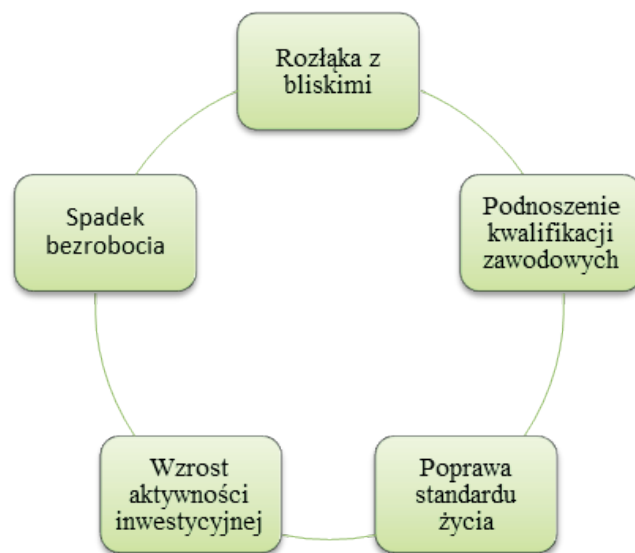 Rozłąka z
bliskimi
Podnoszenie
kwalifikacji
zawodowych
Poprawa
standardu
życia
Wzrost
aktywności
inwestycyjnej
Spadek
bezrobocia